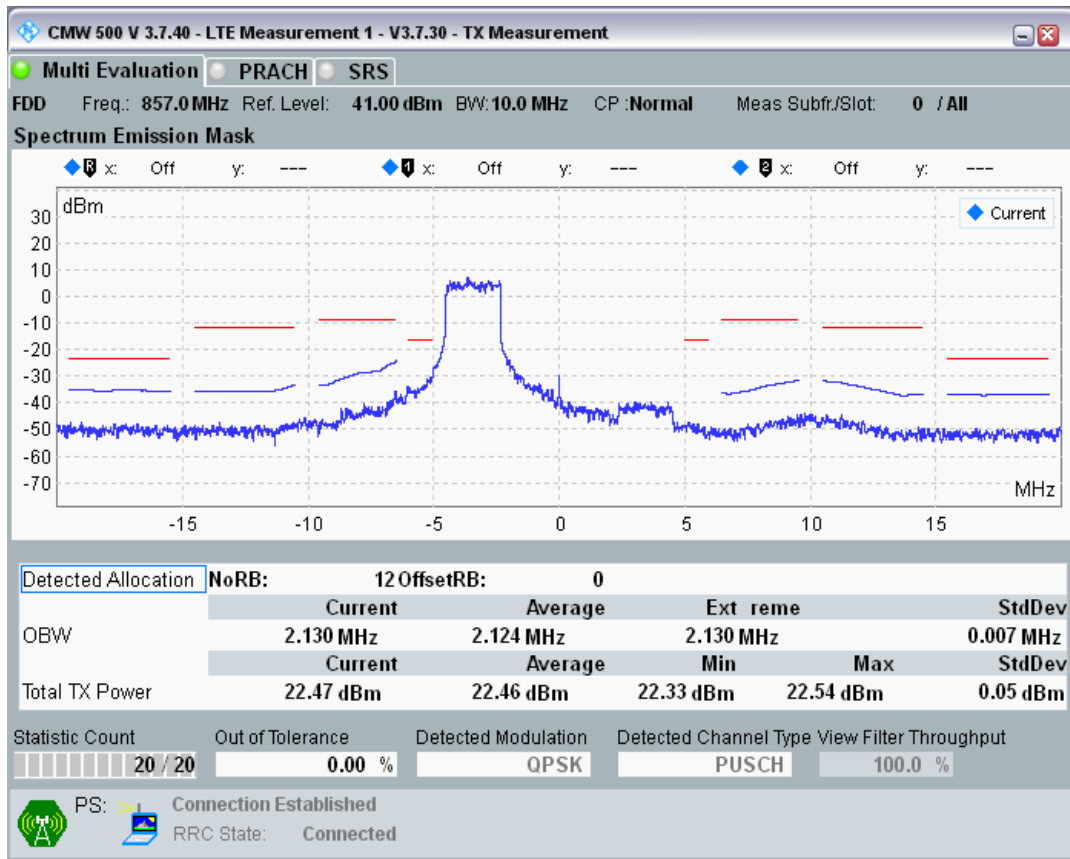 CMW 500 V 3.7.40 - LTE Measurement 1 - V3.7.30 - TX Measurement
Multi Evaluation PRACH SRS
FDD Freq.: 857.0 MHz Ref. Level: 41.00 dBm BW: 10.0 MHz CP :Normal Meas Subfr./Slot: 0 / All
Spectrum Emission Mask
R x: Off y: --- 1 x: Off y: --- 2 x: Off y: ---
dBm
Current
30
20
10
0
-10
-20
-30
-40
-50
-60
-70
MHz
-15 -10 -5 0 5 10 15
Detected Allocation NoRB: 12 OffsetRB: 0
Current Average Ext reme StdDev
OBW 2.130 MHz 2.124 MHz 2.130 MHz 0.007 MHz
Current Average Min Max StdDev
Total TX Power 22.47 dBm 22.46 dBm 22.33 dBm 22.54 dBm 0.05 dBm
Statistic Count Out of Tolerance Detected Modulation Detected Channel Type View Filter Throughput
20 / 20 0.00 % QPSK PUSCH 100.0 %
PS: Connection Established
RRC State: Connected